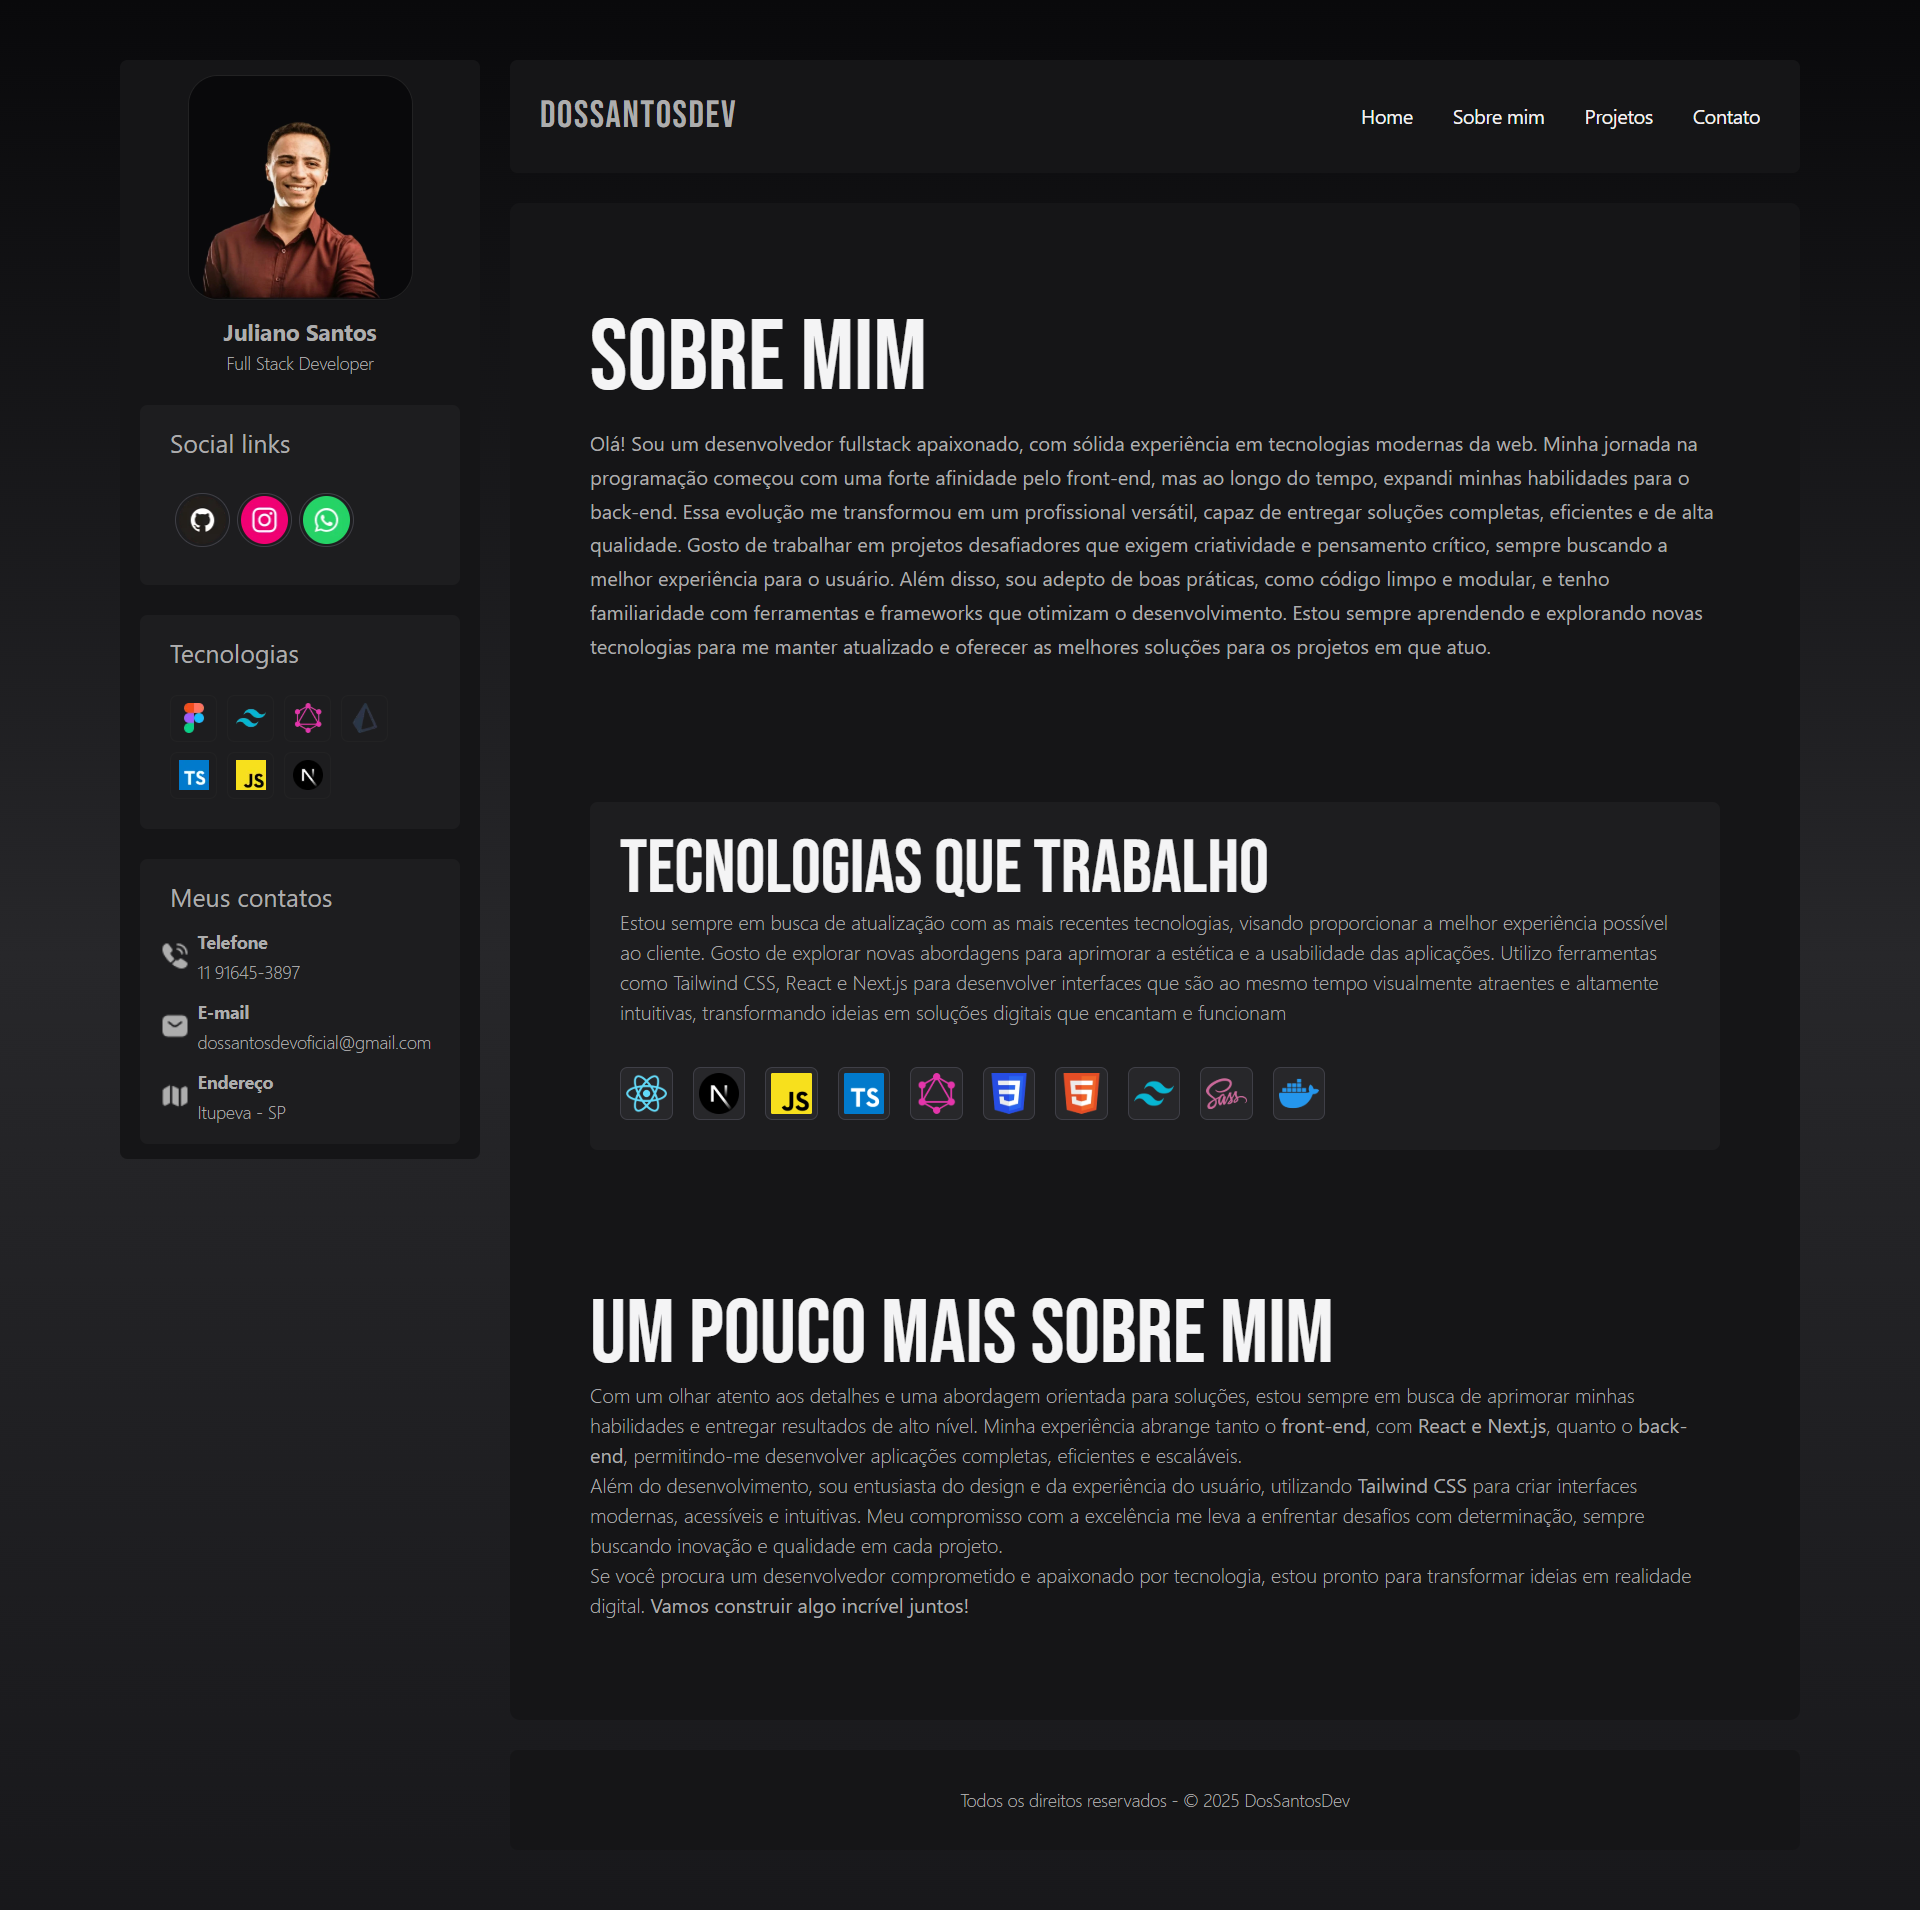 Juliano Santos
Full Stack Developer
Social links
Tecnologias
TS
JS
N
Meus contatos
Telefone
11 91645-3897
E-mail
dossantosdevoficial@gmail.com
Endereço
Itupeva - SP
DOSSANTOSDEV
Home
Sobre mim
Projetos
Contato
SOBRE MIM
Olá! Sou um desenvolvedor fullstack apaixonado, com sólida experiência em tecnologias modernas da web. Minha jornada na
programação começou com uma forte afinidade pelo front-end, mas ao longo do tempo, expandi minhas habilidades para o
back-end. Essa evolução me transformou em um profissional versátil, capaz de entregar soluções completas, eficientes e de alta
qualidade. Gosto de trabalhar em projetos desafiadores que exigem criatividade e pensamento crítico, sempre buscando a
melhor experiência para o usuário. Além disso, sou adepto de boas práticas, como código limpo e modular, e tenho
familiaridade com ferramentas e frameworks que otimizam o desenvolvimento. Estou sempre aprendendo e explorando novas
tecnologias para me manter atualizado e oferecer as melhores soluções para os projetos em que atuo.
TECNOLOGIAS QUE TRABALHO
Estou sempre em busca de atualização com as mais recentes tecnologias, visando proporcionar a melhor experiência possível
ao cliente. Gosto de explorar novas abordagens para aprimorar a estética e a usabilidade das aplicações. Utilizo ferramentas
como Tailwind CSS, React e Next.js para desenvolver interfaces que são ao mesmo tempo visualmente atraentes e altamente
intuitivas, transformando ideias em soluções digitais que encantam e funcionam
N
JS
TS
3
5
Sass
UM POUCO MAIS SOBRE MIM
Com um olhar atento aos detalhes e uma abordagem orientada para soluções, estou sempre em busca de aprimorar minhas
habilidades e entregar resultados de alto nível. Minha experiência abrange tanto o front-end, com React e Next.js, quanto o back-
end, permitindo-me desenvolver aplicações completas, eficientes e escaláveis.
Além do desenvolvimento, sou entusiasta do design e da experiência do usuário, utilizando Tailwind CSS para criar interfaces
modernas, acessíveis e intuitivas. Meu compromisso com a excelência me leva a enfrentar desafios com determinação, sempre
buscando inovação e qualidade em cada projeto.
Se você procura um desenvolvedor comprometido e apaixonado por tecnologia, estou pronto para transformar ideias em realidade
digital. Vamos construir algo incrível juntos!
Todos os direitos reservados - © 2025 DosSantosDev